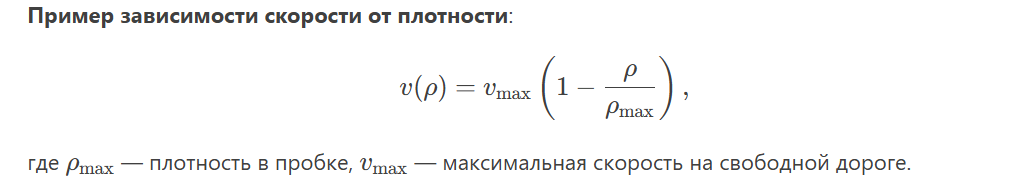 Пример зависимости скорости от плотности:
v(ρ) = v_max (1 − ρ/ρ_max),
где ρ_max — плотность в пробке, v_max — максимальная скорость на свободной дороге.